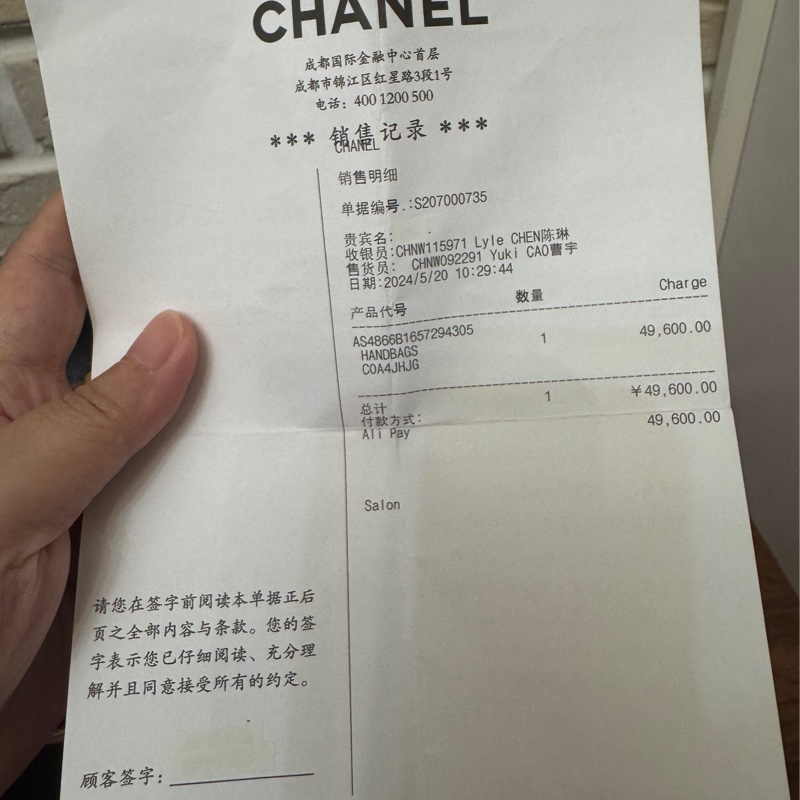 CHANEL
成都国际金融中心首层
成都市锦江区红星路3段1号
电话：400 1200 500
*** 销售记录 ***
CHANEL
销售明细
单据编号.:S207000735
贵宾名:
收银员:CHNW115971 Lyle CHEN陈琳
售货员: CHNW092291 Yuki CAO曹宇
日期:2024/5/20 10:29:44
产品代号 数量 Charge
AS4866B1657294305 1 49,600.00
HANDBAGS
C0A4JHJG
总计 1 ￥49,600.00
付款方式: 49,600.00
Ali Pay
Salon
请您在签字前阅读本单据正后
页之全部内容与条款。您的签
字表示您已仔细阅读、充分理
解并且同意接受所有的约定。
顾客签字：